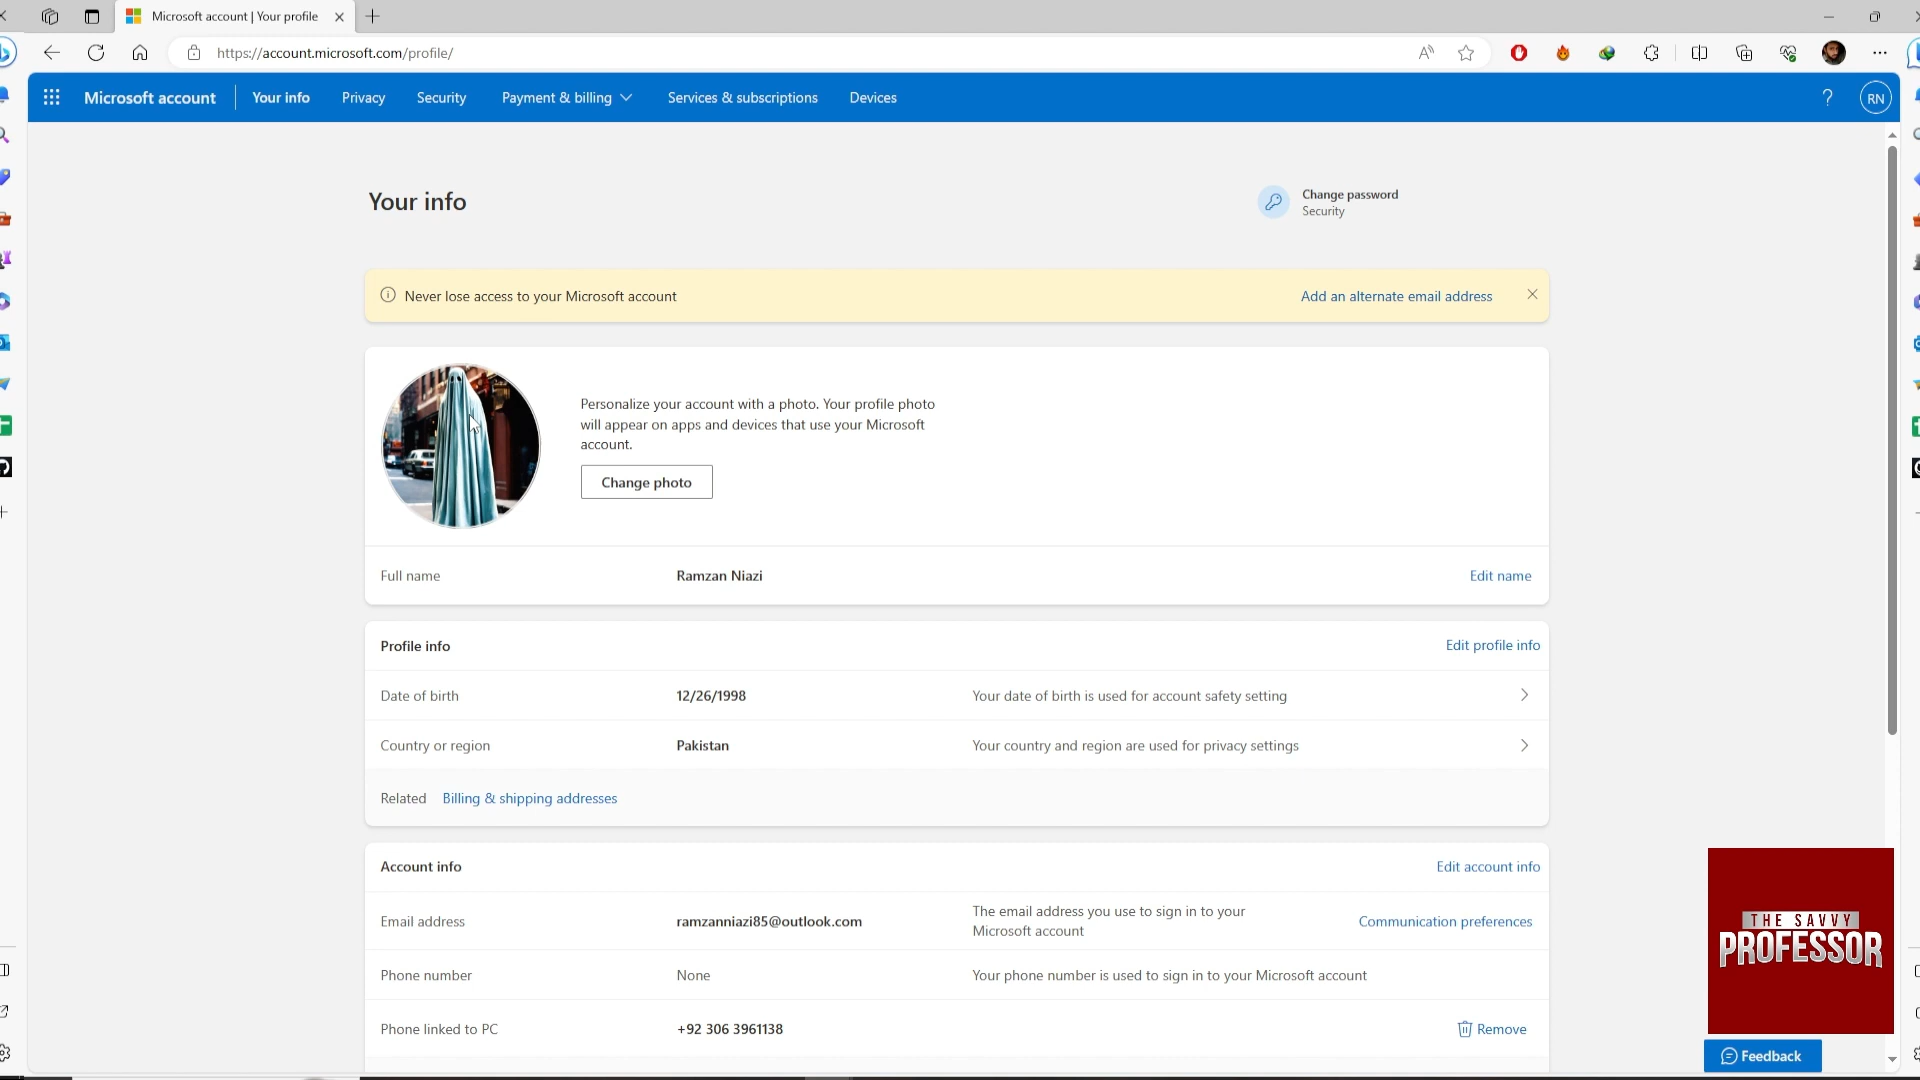 Microsoft account | Your profile
https://account.microsoft.com/profile/
Microsoft account
Your info
Privacy
Security
Payment & billing
Services & subscriptions
Devices
?
RN
Your info
Change password
Security
Never lose access to your Microsoft account
Add an alternate email address
Personalize your account with a photo. Your profile photo
will appear on apps and devices that use your Microsoft
account.
Change photo
Full name
Ramzan Niazi
Edit name
Profile info
Edit profile info
Date of birth
12/26/1998
Your date of birth is used for account safety setting
Country or region
Pakistan
Your country and region are used for privacy settings
Related
Billing & shipping addresses
Account info
Edit account info
Email address
ramzanniazi85@outlook.com
The email address you use to sign in to your
Microsoft account
Communication preferences
Phone number
None
Your phone number is used to sign in to your Microsoft account
Phone linked to PC
+92 306 3961138
Remove
THE SAVVY
PROFESSOR
Feedback